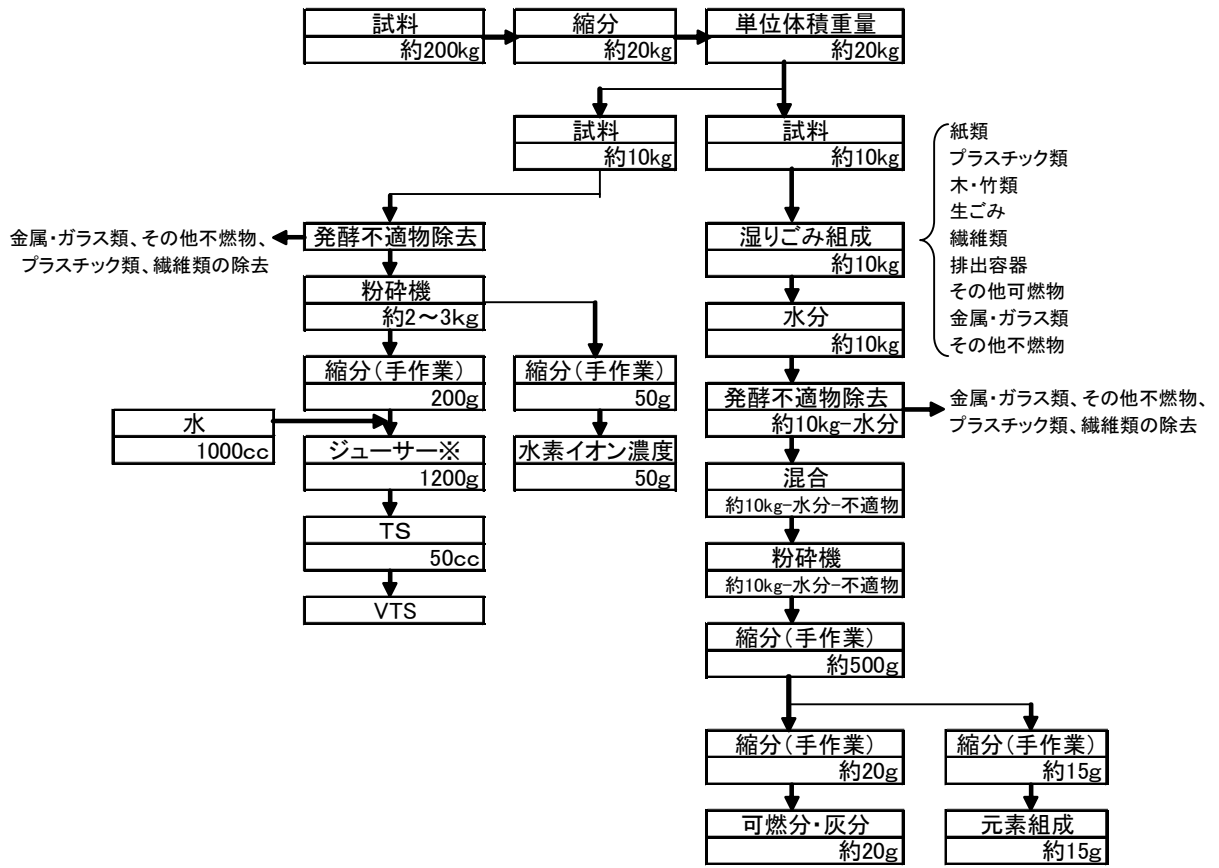 試料
約200kg
縮分
約20kg
単位体積重量
約20kg
試料
約10kg
試料
約10kg
紙類
プラスチック類
木・竹類
生ごみ
繊維類
排出容器
その他可燃物
金属・ガラス類
その他不燃物
金属・ガラス類、その他不燃物、
プラスチック類、繊維類の除去
発酵不適物除去
湿りごみ組成
約10kg
粉砕機
約2～3kg
水分
約10kg
縮分(手作業)
200g
縮分(手作業)
50g
発酵不適物除去
約10kg-水分
金属・ガラス類、その他不燃物、
プラスチック類、繊維類の除去
水
1000cc
ジューサー※
1200g
水素イオン濃度
50g
混合
約10kg-水分-不適物
TS
50cc
粉砕機
約10kg-水分-不適物
VTS
縮分(手作業)
約500g
縮分(手作業)
約20g
縮分(手作業)
約15g
可燃分・灰分
約20g
元素組成
約15g